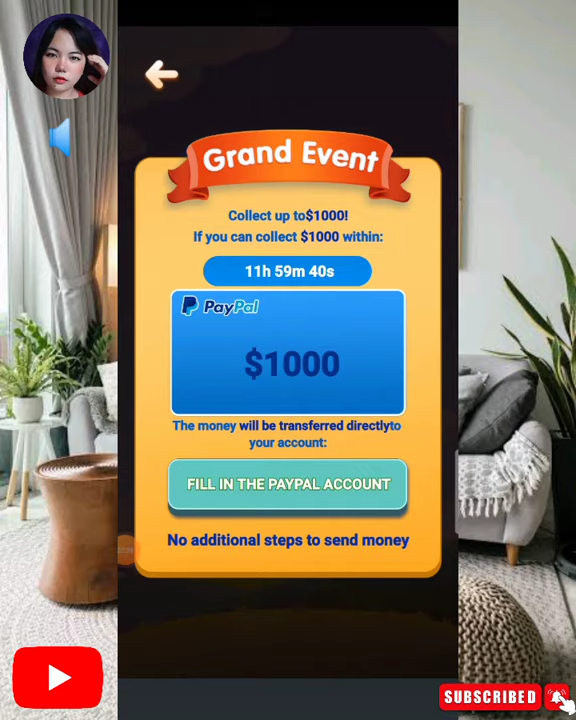 Grand Event
Collect up to$1000!
If you can collect $1000 within:
11h 59m 40s
PayPal
$1000
The money will be transferred directlyto
your account:
FILL IN THE PAYPAL ACCOUNT
No additional steps to send money
SUBSCRIBED